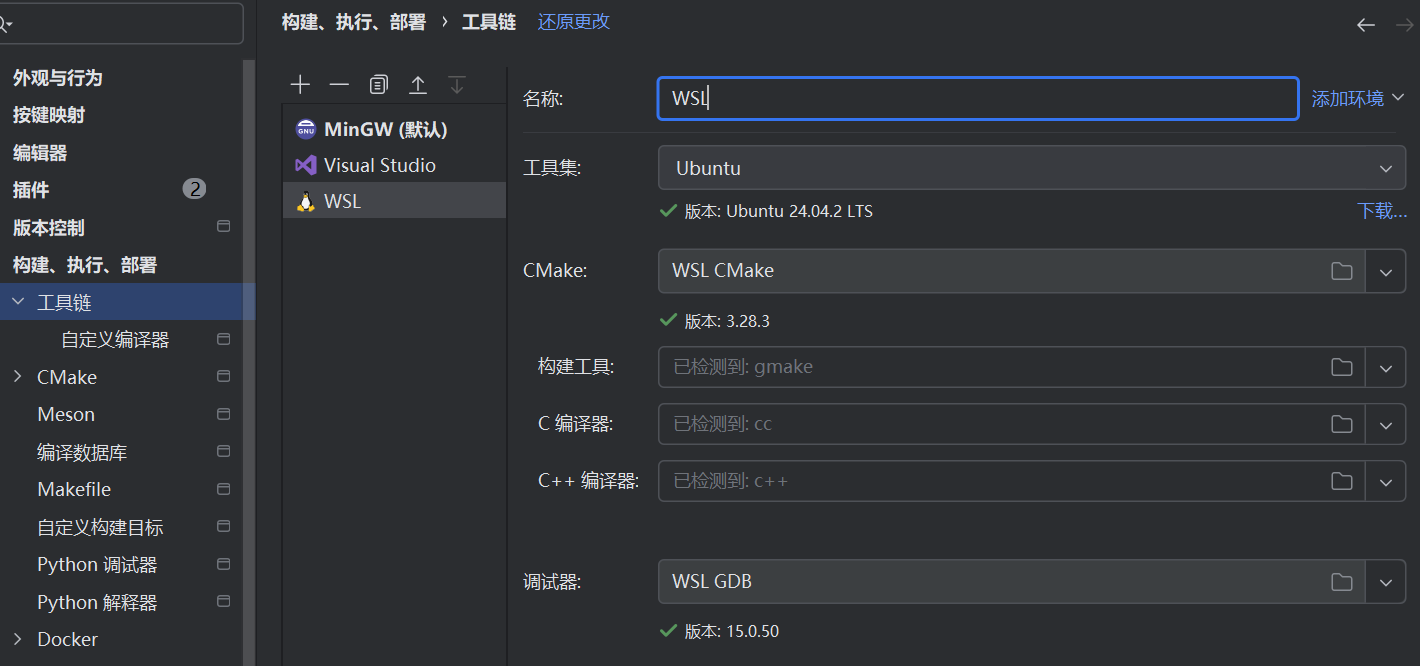 构建、执行、部署 › 工具链 还原更改
外观与行为
按键映射
编辑器
插件 2
版本控制
构建、执行、部署
工具链
自定义编译器
CMake
Meson
编译数据库
Makefile
自定义构建目标
Python 调试器
Python 解释器
Docker
GNU MinGW (默认)
Visual Studio
WSL
名称: WSL 添加环境
工具集: Ubuntu
版本: Ubuntu 24.04.2 LTS 下载...
CMake: WSL CMake
版本: 3.28.3
构建工具: 已检测到: gmake
C 编译器: 已检测到: cc
C++ 编译器: 已检测到: c++
调试器: WSL GDB
版本: 15.0.50